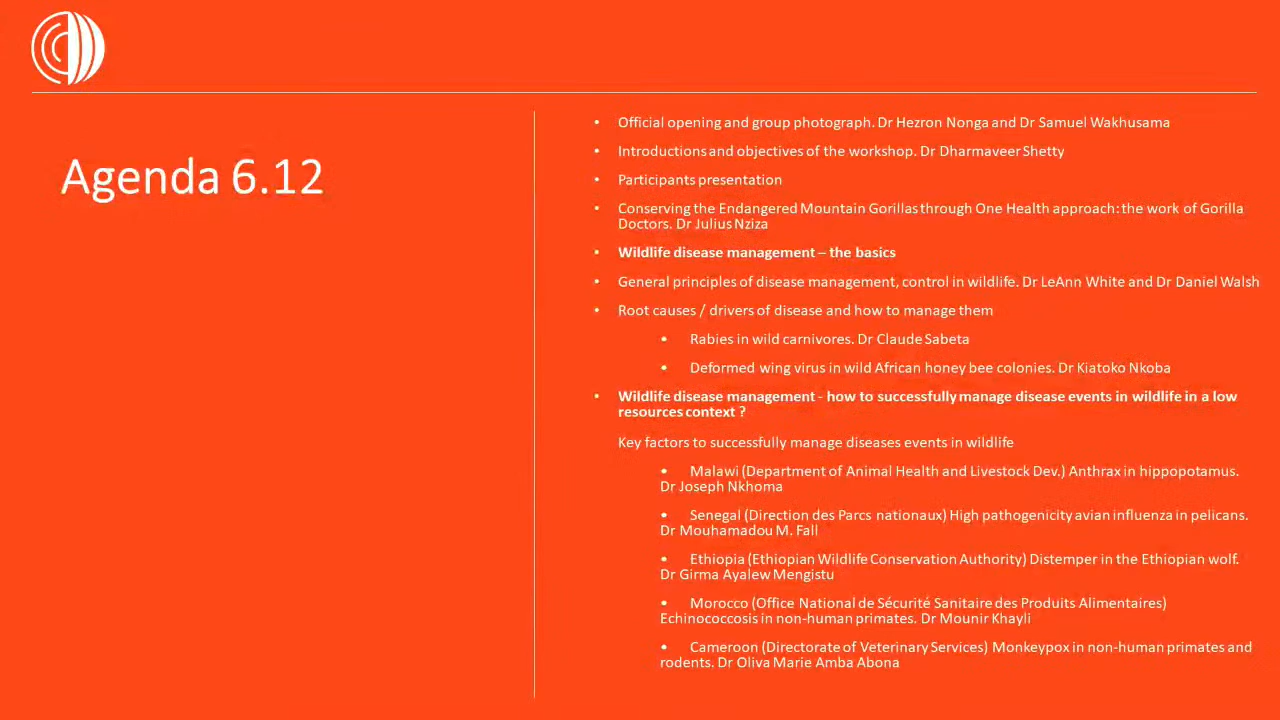 Agenda 6.12
• Official opening and group photograph. Dr Hezron Nonga and Dr Samuel Wakhusama
• Introductions and objectives of the workshop. Dr Dharmaveer Shetty
• Participants presentation
• Conserving the Endangered Mountain Gorillas through One Health approach: the work of Gorilla
Doctors. Dr Julius Nziza
• Wildlife disease management – the basics
• General principles of disease management, control in wildlife. Dr LeAnn White and Dr Daniel Walsh
• Root causes / drivers of disease and how to manage them
• Rabies in wild carnivores. Dr Claude Sabeta
• Deformed wing virus in wild African honey bee colonies. Dr Kiatoko Nkoba
• Wildlife disease management - how to successfully manage disease events in wildlife in a low
resources context ?
Key factors to successfully manage diseases events in wildlife
• Malawi (Department of Animal Health and Livestock Dev.) Anthrax in hippopotamus.
Dr Joseph Nkhoma
• Senegal (Direction des Parcs nationaux) High pathogenicity avian influenza in pelicans.
Dr Mouhamadou M. Fall
• Ethiopia (Ethiopian Wildlife Conservation Authority) Distemper in the Ethiopian wolf.
Dr Girma Ayalew Mengistu
• Morocco (Office National de Sécurité Sanitaire des Produits Alimentaires)
Echinococcosis in non-human primates. Dr Mounir Khayli
• Cameroon (Directorate of Veterinary Services) Monkeypox in non-human primates and
rodents. Dr Oliva Marie Amba Abona